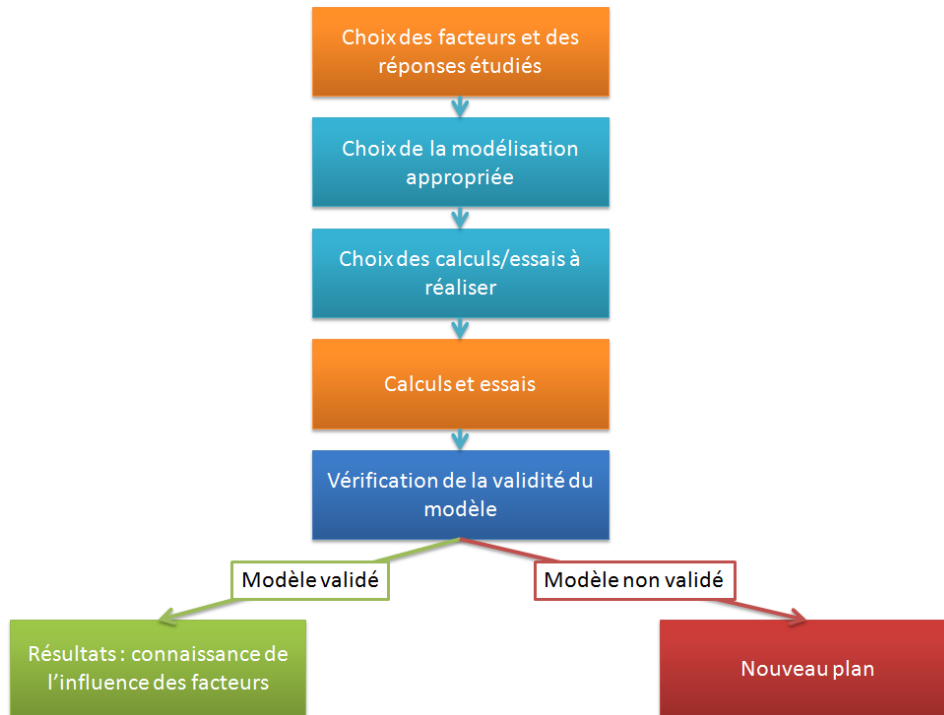 Choix des facteurs et des
réponses étudiés
Choix de la modélisation
appropriée
Choix des calculs/essais à
réaliser
Calculs et essais
Vérification de la validité du
modèle
Modèle validé
Modèle non validé
Résultats : connaissance de
l'influence des facteurs
Nouveau plan